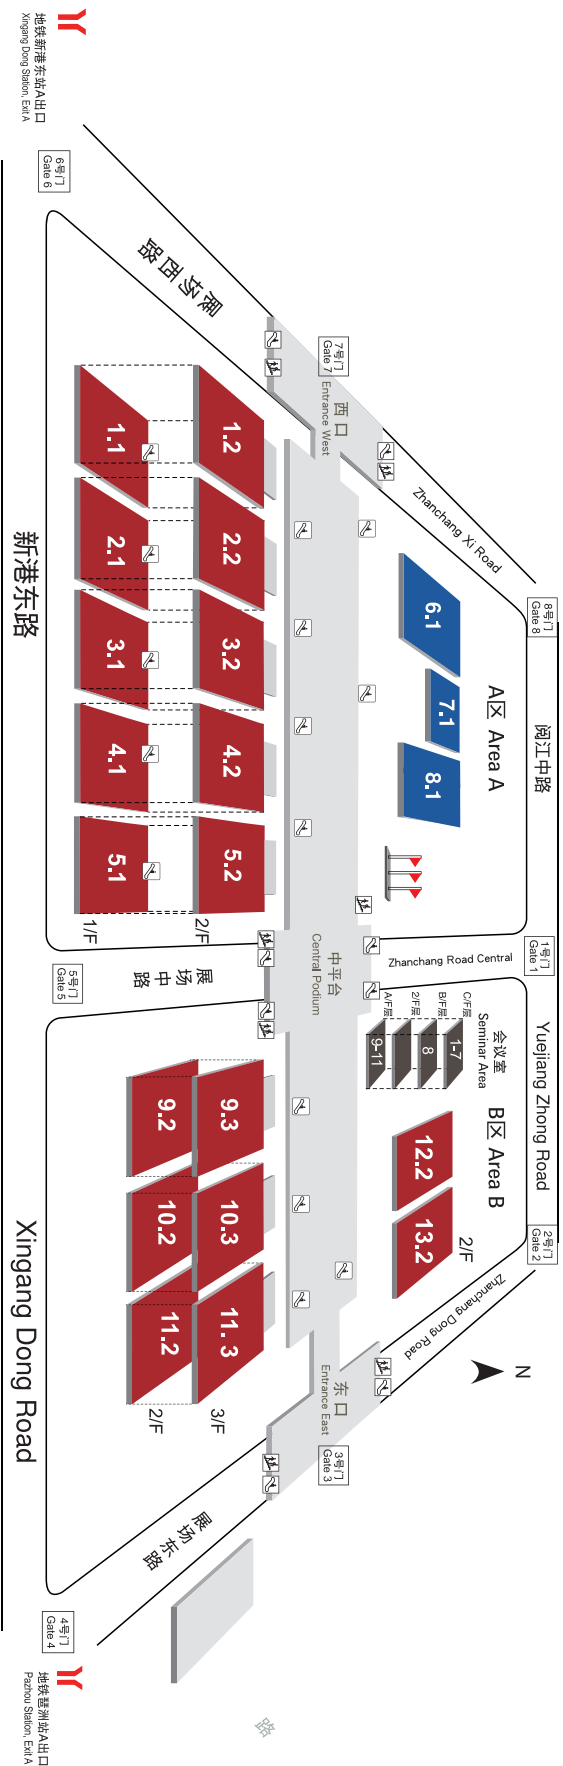 地铁新港东站A出口
Xingang Dong Station, Exit A
6号门
Gate 6
展场西路
7号门
Gate 7
西口
Entrance West
Zhanchang Xi Road
8号门
Gate 8
阅江中路
Yuejiang Zhong Road
A区 Area A
6.1
7.1
8.1
1.2
2.2
3.2
4.2
5.2
2/F
1.1
2.1
3.1
4.1
5.1
1/F
新港东路
Xingang Dong Road
中平台
Central Podium
Zhanchang Road Central
1号门
Gate 1
展场中路
5号门
Gate 5
会议室
Seminar Area
C/F层
B/F层
2/F层
A/F层
1-7
8
9-11
B区 Area B
12.2
13.2
2/F
9.3
10.3
11.3
3/F
9.2
10.2
11.2
2/F
2号门
Gate 2
Zhanchang Dong Road
N
东口
Entrance East
3号门
Gate 3
展场东路
4号门
Gate 4
地铁琶洲站A出口
Pazhou Station, Exit A
路